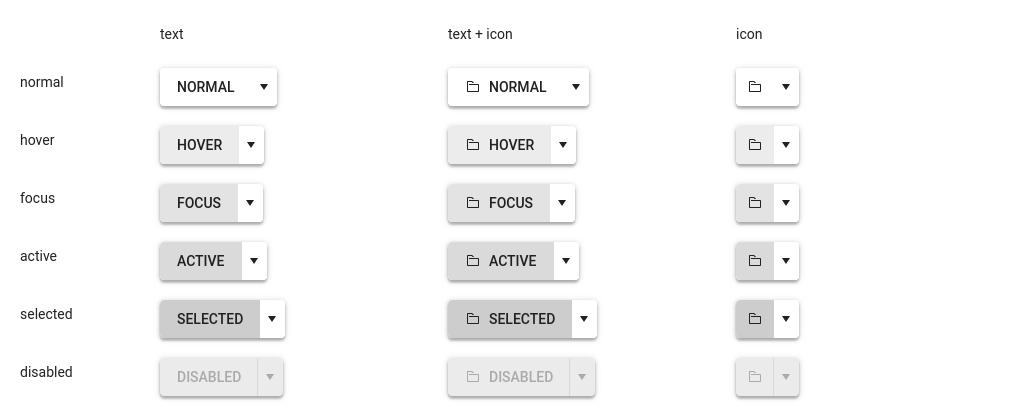 text text + icon icon
normal NORMAL NORMAL
hover HOVER HOVER
focus FOCUS FOCUS
active ACTIVE ACTIVE
selected SELECTED SELECTED
disabled DISABLED DISABLED